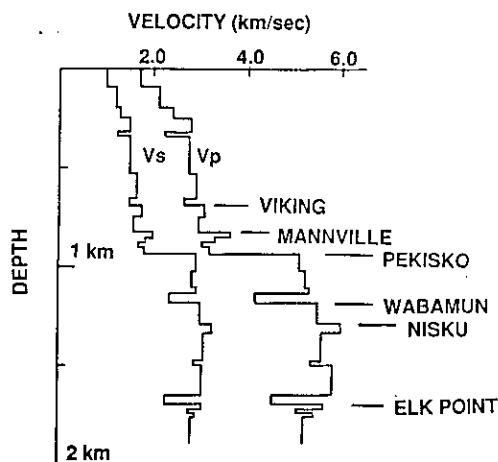 VELOCITY (km/sec)
2.0 4.0 6.0
Vs Vp
VIKING
MANNVILLE
1 km
PEKISKO
DEPTH
WABAMUN
NISKU
ELK POINT
2 km